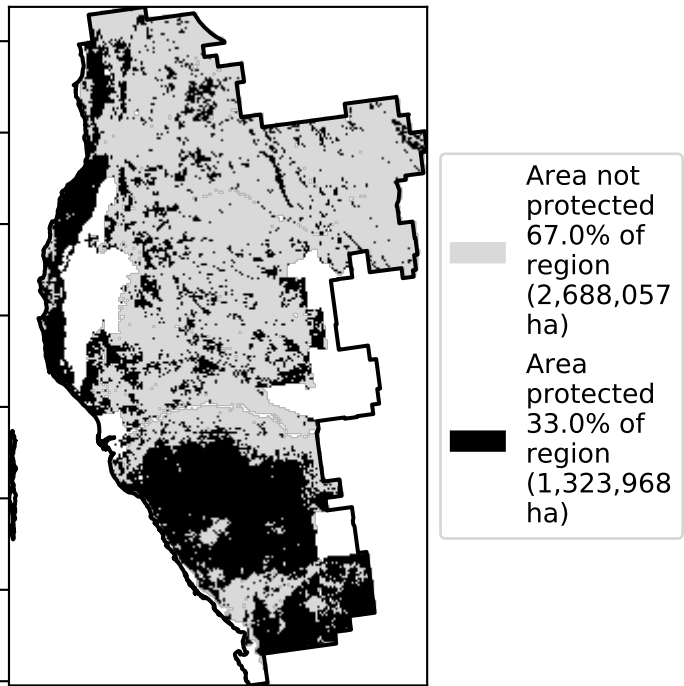 Area not
protected
67.0% of
region
(2,688,057
ha)
Area
protected
33.0% of
region
(1,323,968
ha)